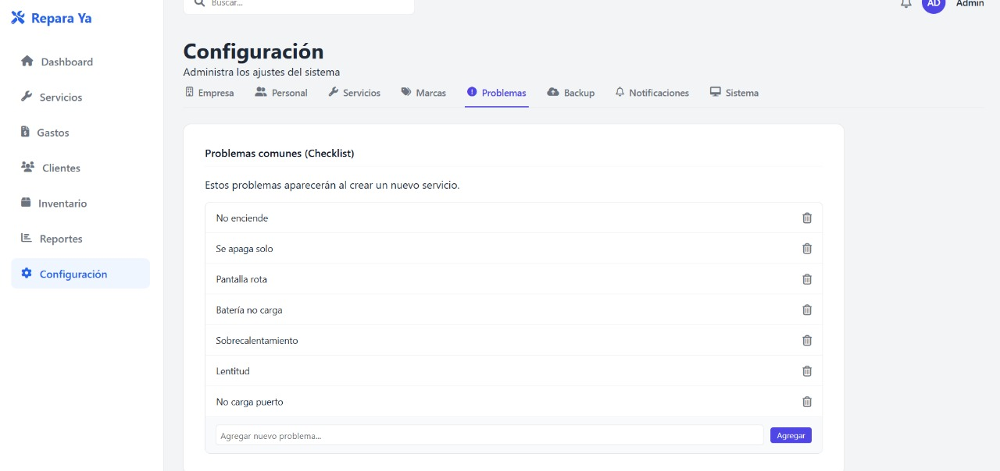 Repara Ya
Dashboard
Servicios
Gastos
Clientes
Inventario
Reportes
Configuración
Buscar...
AD
Admin
Configuración
Administra los ajustes del sistema
Empresa
Personal
Servicios
Marcas
Problemas
Backup
Notificaciones
Sistema
Problemas comunes (Checklist)
Estos problemas aparecerán al crear un nuevo servicio.
No enciende
Se apaga solo
Pantalla rota
Batería no carga
Sobrecalentamiento
Lentitud
No carga puerto
Agregar nuevo problema...
Agregar